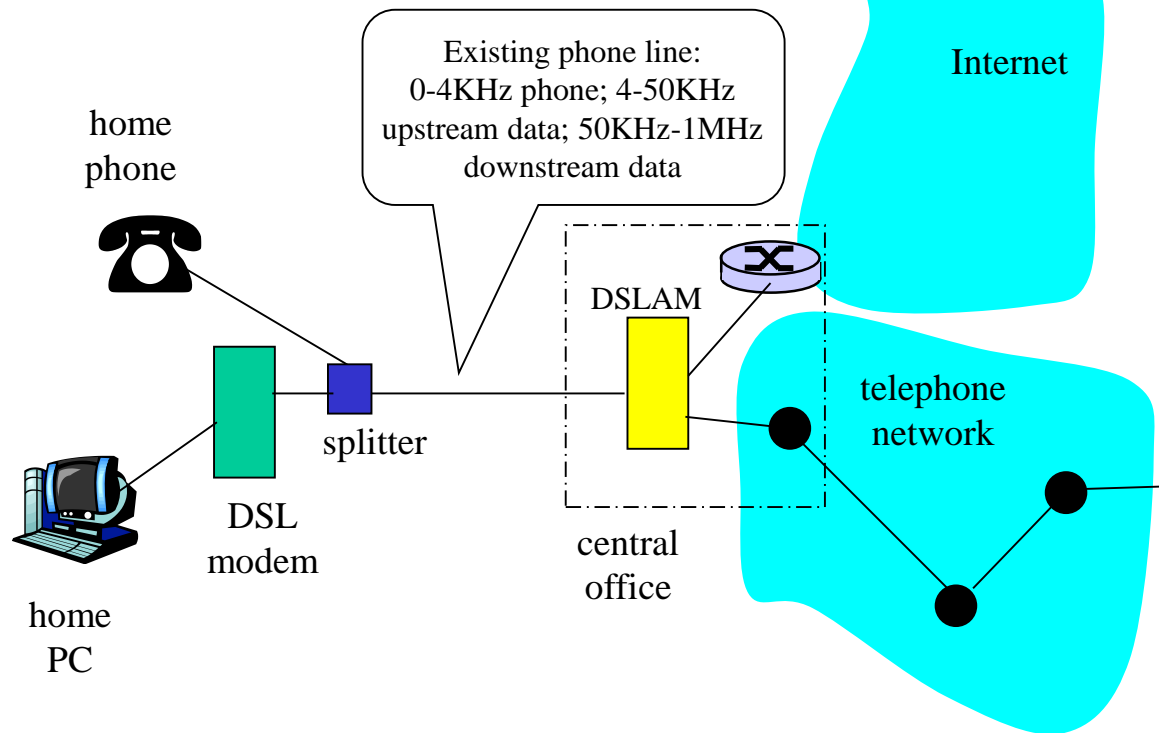 Existing phone line:
0-4KHz phone; 4-50KHz
upstream data; 50KHz-1MHz
downstream data
Internet
home
phone
DSLAM
telephone
network
splitter
DSL
modem
central
office
home
PC